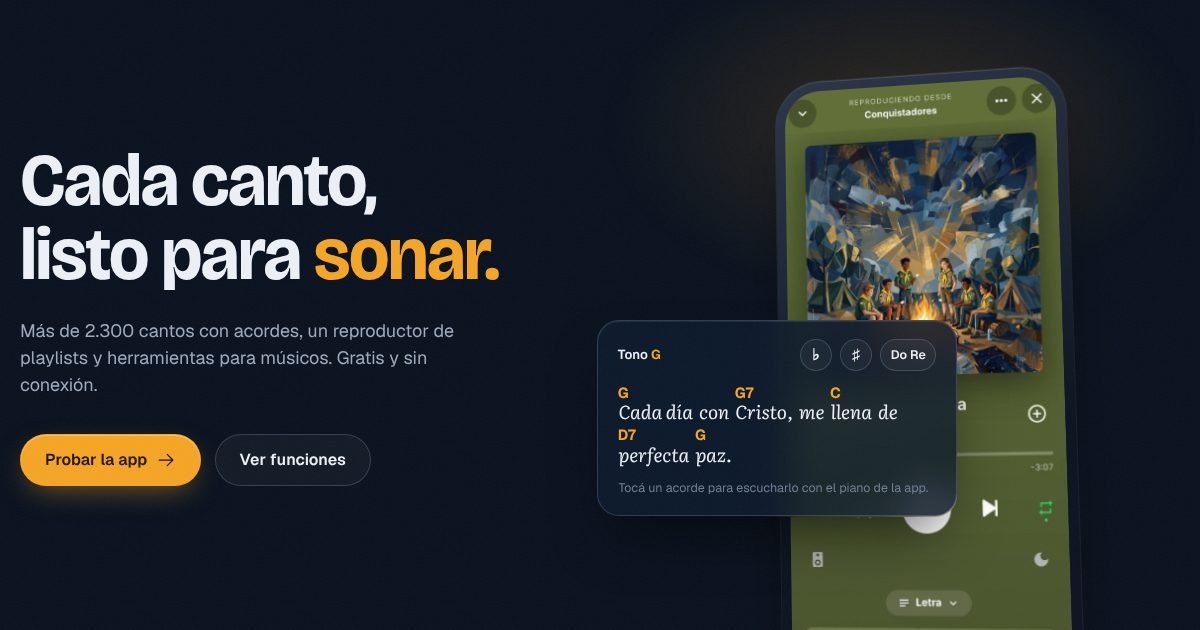 Cada canto,
listo para sonar.
Más de 2.300 cantos con acordes, un reproductor de
playlists y herramientas para músicos. Gratis y sin
conexión.
Probar la app →
Ver funciones
REPRODUCIENDO DESDE
Conquistadores
Tono G
♭ ♯ Do Re
G G7 C
Cada día con Cristo, me llena de
D7 G
perfecta paz.
Tocá un acorde para escucharlo con el piano de la app.
a
-3:07
Letra